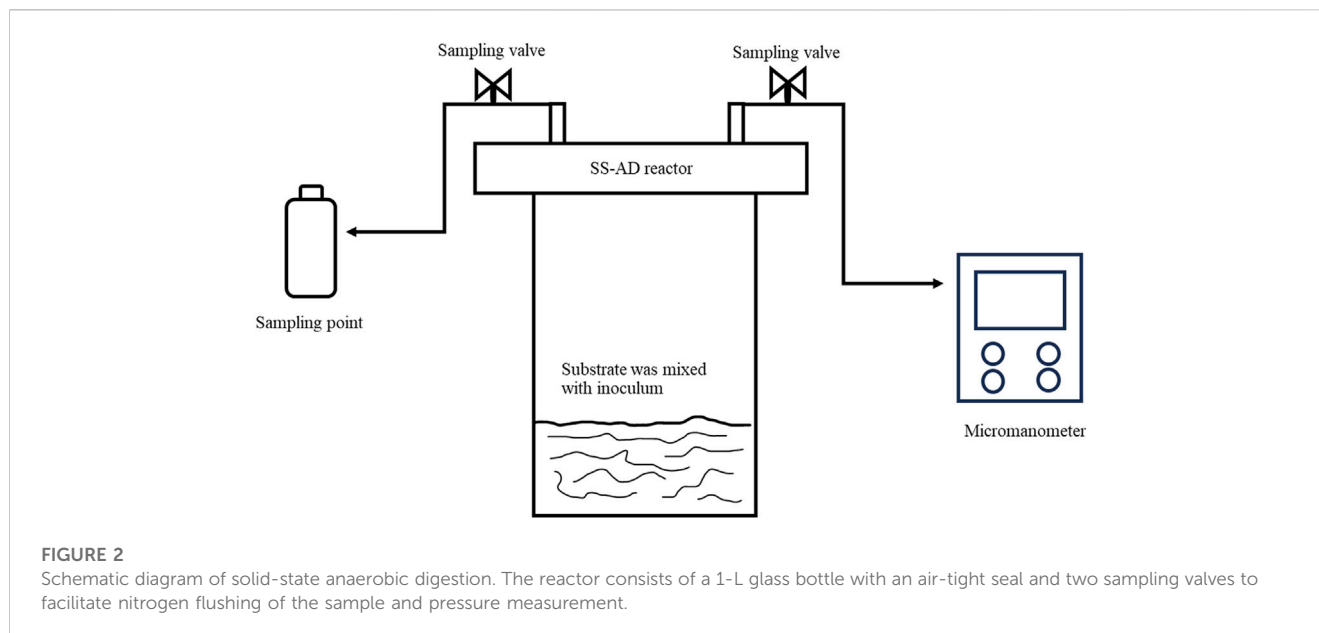 Sampling valve
Sampling valve
SS-AD reactor
Sampling point
Substrate was mixed
with inoculum
Micromanometer
FIGURE 2
Schematic diagram of solid-state anaerobic digestion. The reactor consists of a 1-L glass bottle with an air-tight seal and two sampling valves to
facilitate nitrogen flushing of the sample and pressure measurement.